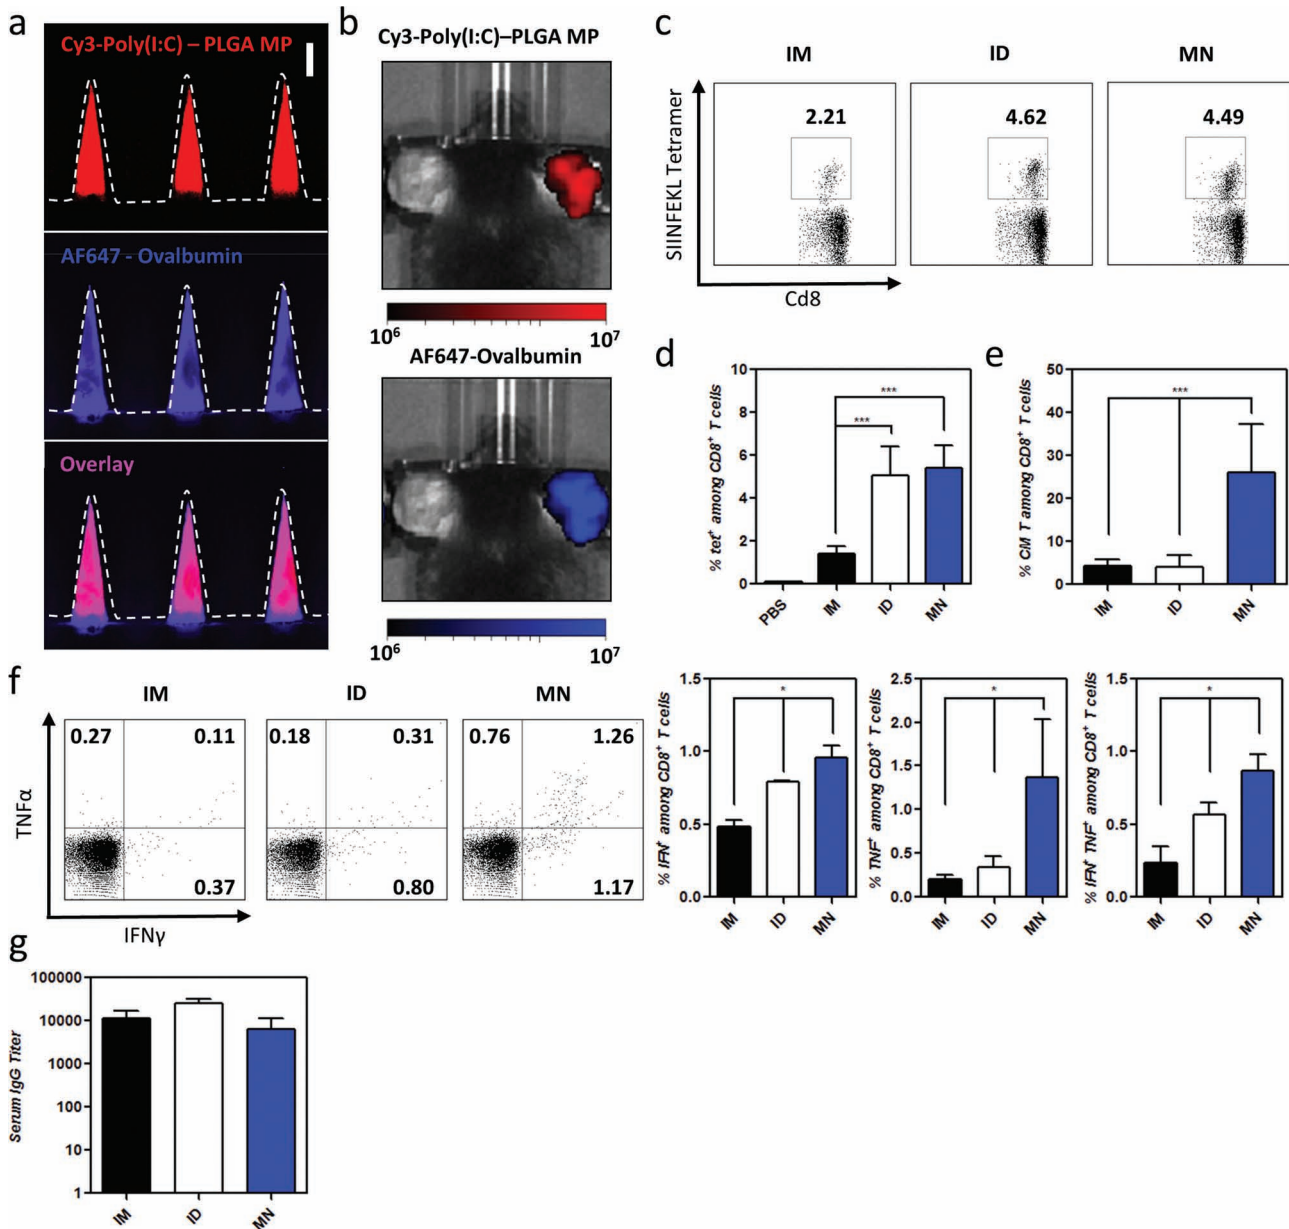 a
Cy3-Poly(I:C) – PLGA MP
AF647 - Ovalbumin
Overlay
b
Cy3-Poly(I:C)–PLGA MP
10⁶ 10⁷
AF647-Ovalbumin
10⁶ 10⁷
c
IM ID MN
SIINFEKL Tetramer
2.21 4.62 4.49
Cd8
d
% tet⁺ among CD8⁺ T cells
10
8
6
4
2
0
***
***
PBS IM ID MN
e
% CM T among CD8⁺ T cells
50
40
30
20
10
0
***
IM ID MN
f
IM ID MN
TNFα
0.27 0.11
0.37
0.18 0.31
0.80
0.76 1.26
1.17
IFNγ
% IFN⁺ among CD8⁺ T cells
1.5
1.0
0.5
0.0
*
IM ID MN
% TNF⁺ among CD8⁺ T cells
2.5
2.0
1.5
1.0
0.5
0.0
*
IM ID MN
% IFN⁺ TNF⁺ among CD8⁺ T cells
1.5
1.0
0.5
0.0
*
IM ID MN
g
Serum IgG Titer
100000
10000
1000
100
10
1
IM ID MN